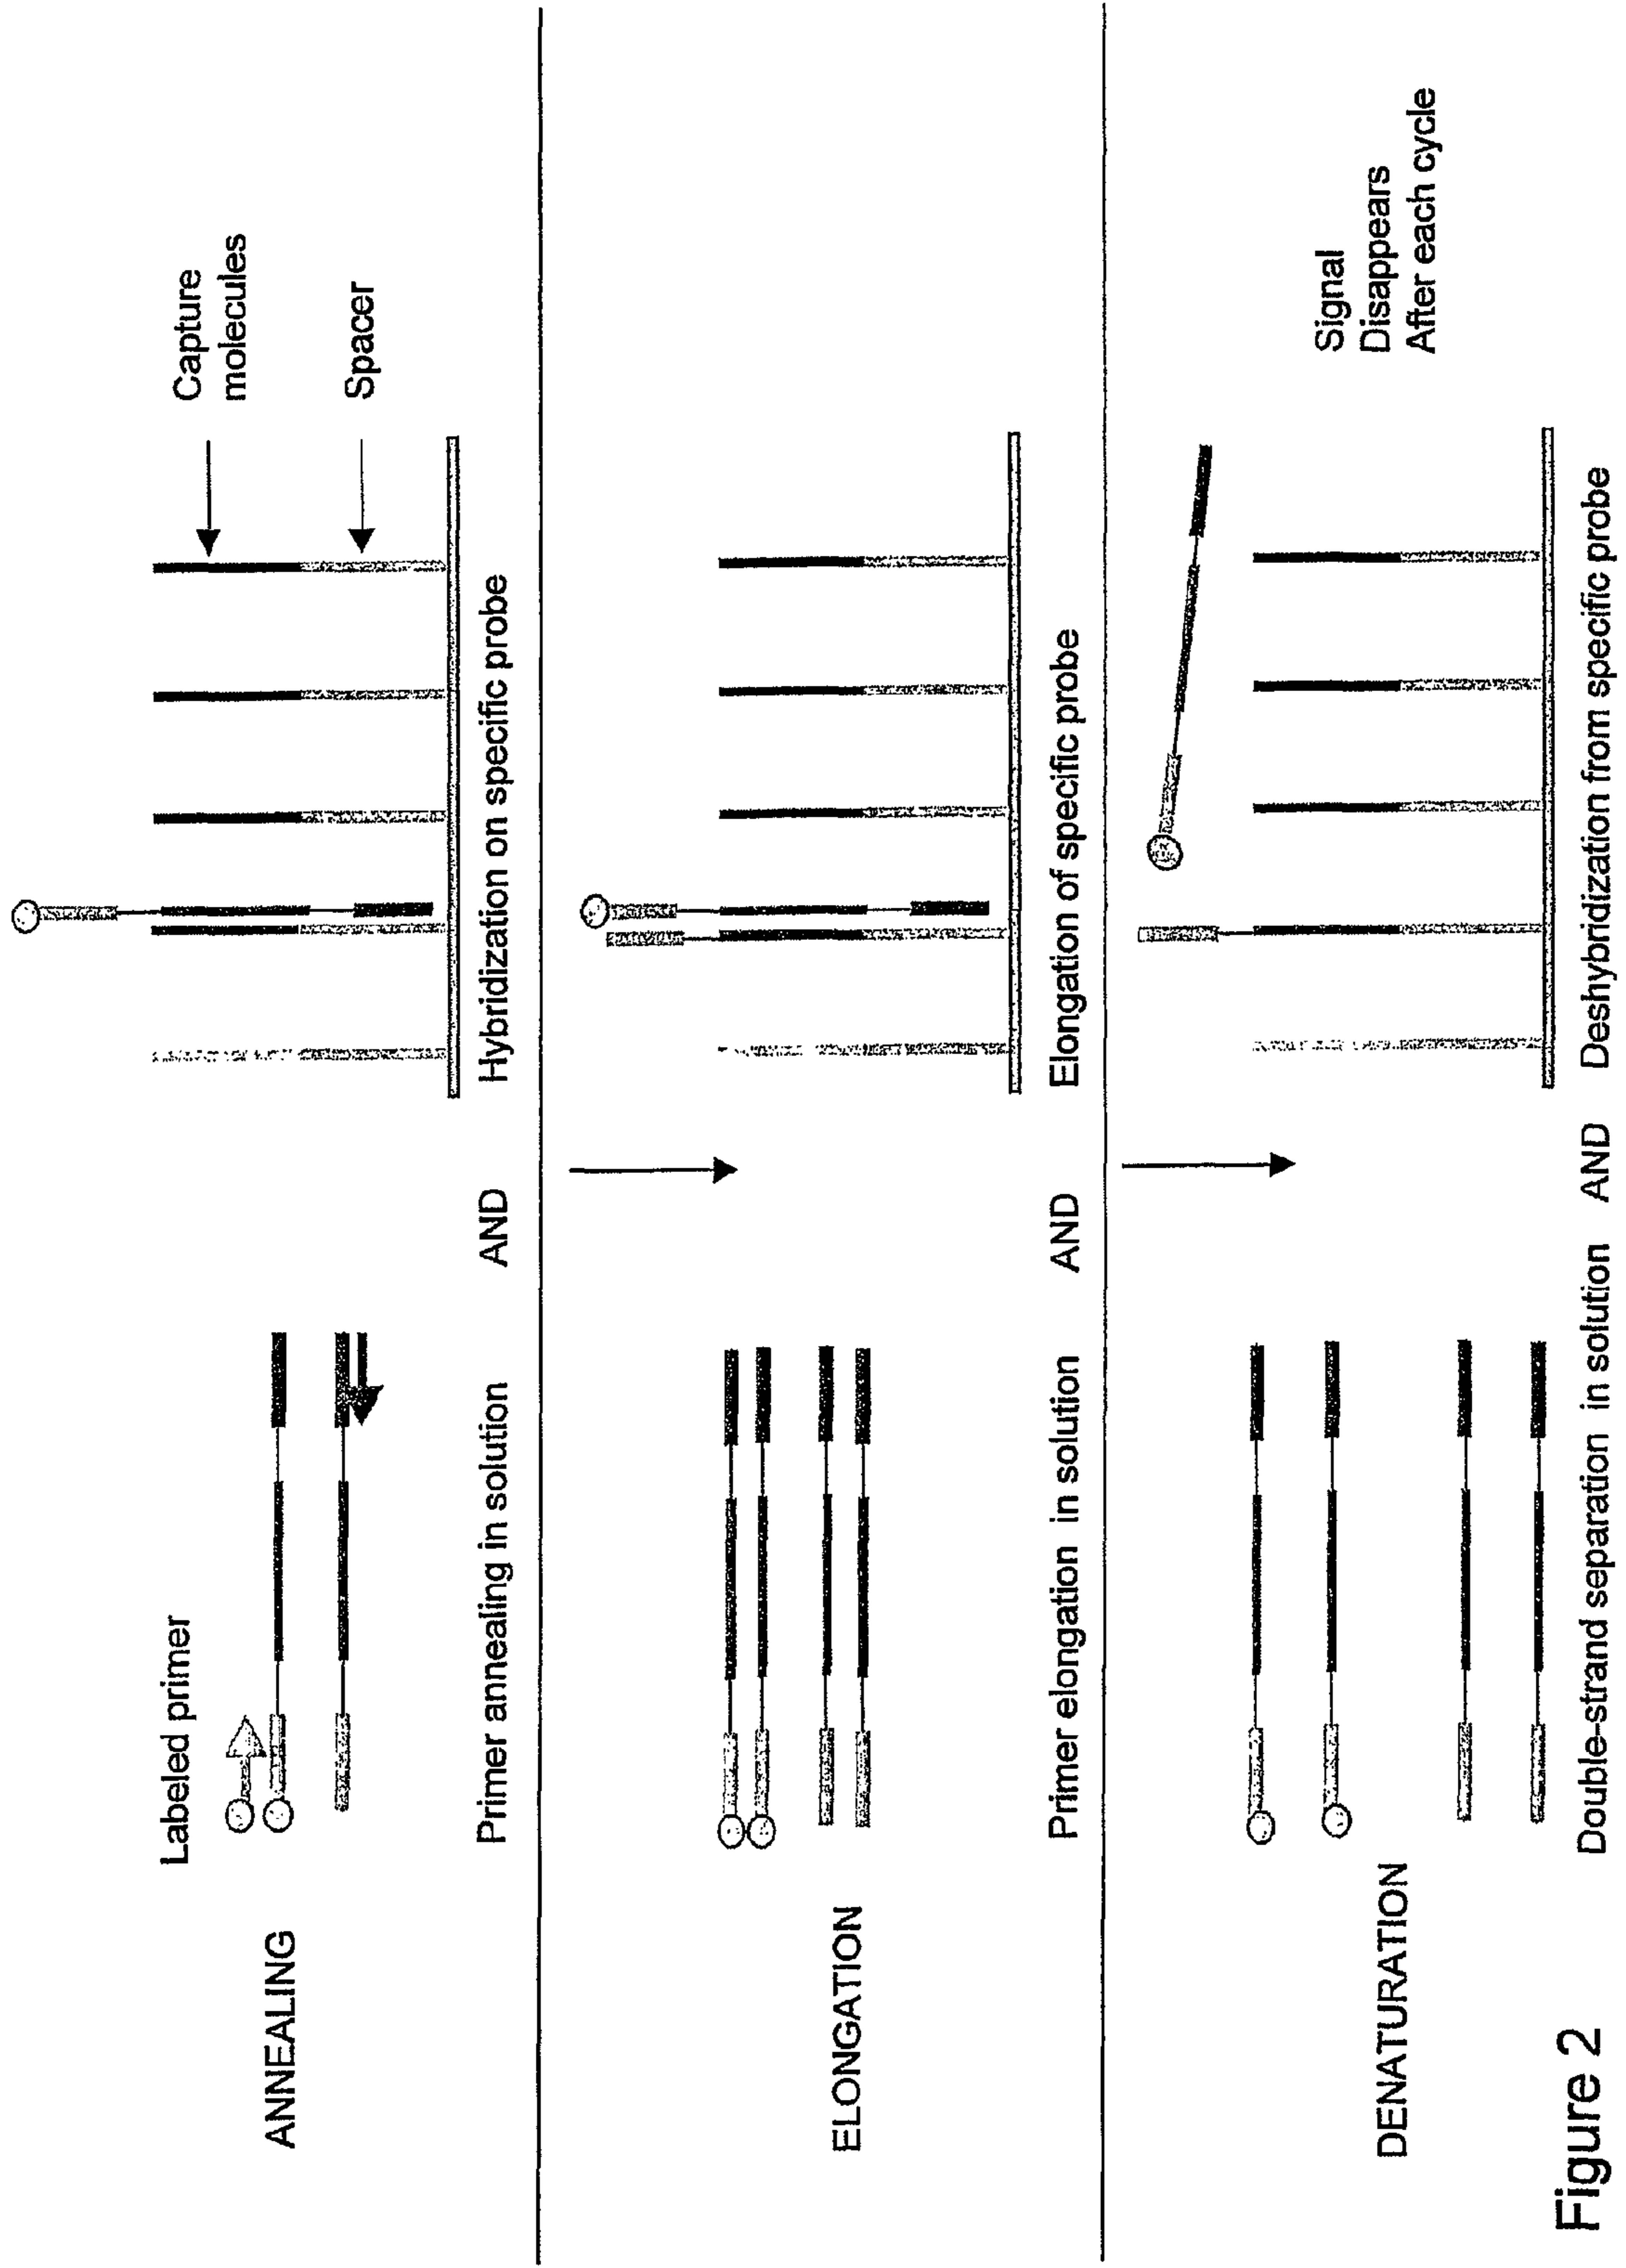 ANNEALING
Labeled primer
Capture
molecules
Spacer
Primer annealing in solution AND Hybridization on specific probe
ELONGATION
Primer elongation in solution AND Elongation of specific probe
DENATURATION
Signal
Disappears
After each cycle
Double-strand separation in solution AND Deshybridization from specific probe
Figure 2